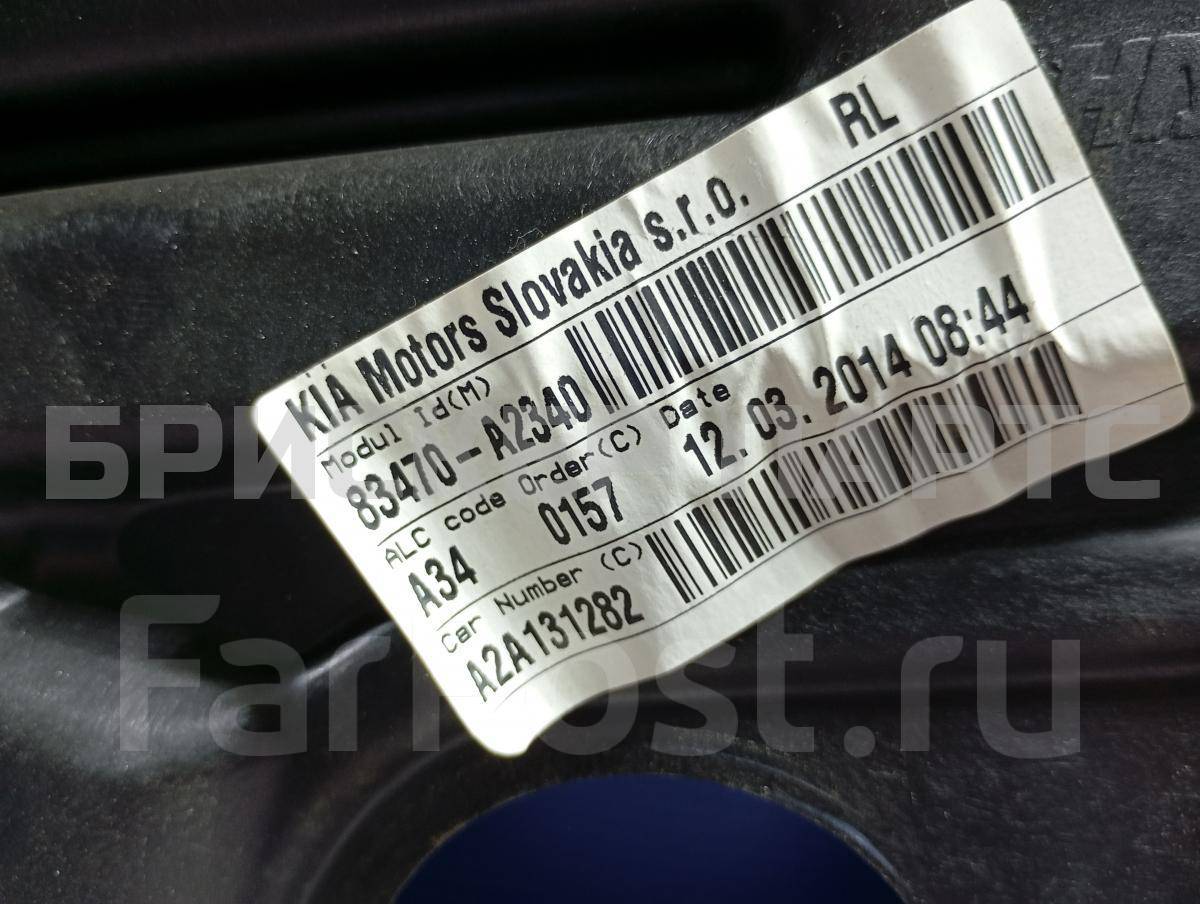 RL
KIA Motors Slovakia s.r.o.
Modul Id(M)
83470-A2340
ALC code Order(C) Date
A34 0157 12. 03. 2014 08:44
Car Number (C)
A2A131282
FarPost.ru